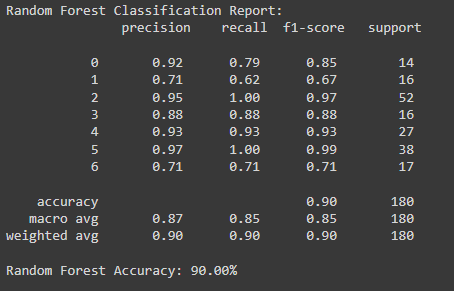 Random Forest Classification Report:
precision recall f1-score support
0 0.92 0.79 0.85 14
1 0.71 0.62 0.67 16
2 0.95 1.00 0.97 52
3 0.88 0.88 0.88 16
4 0.93 0.93 0.93 27
5 0.97 1.00 0.99 38
6 0.71 0.71 0.71 17
accuracy 0.90 180
macro avg 0.87 0.85 0.85 180
weighted avg 0.90 0.90 0.90 180
Random Forest Accuracy: 90.00%